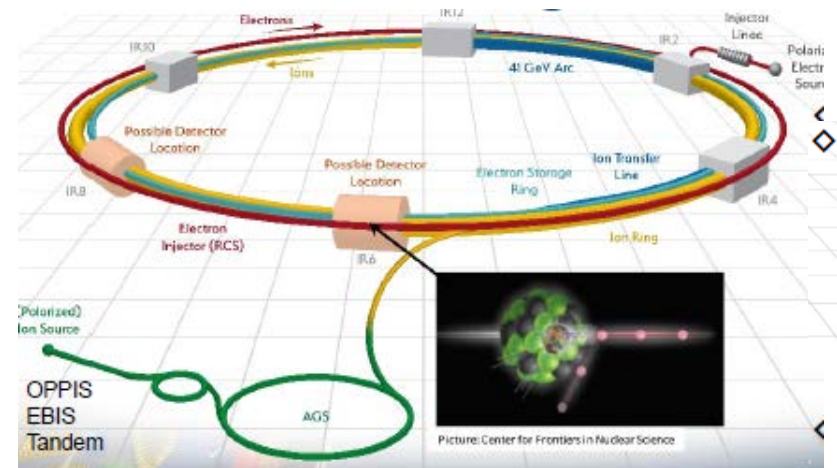 Electrons
IR12
Injector
Linac
IR10
IR2
Ions
41 GeV Arc
Possible Detector
Location
Possible Detector
Location
Electron Storage
Ring
Ion Transfer
Line
IR8
IR4
Electron
Injector (RCS)
IR6
Ion Ring
(Polarized)
Ion Source
AGS
OPPIS
EBIS
Tandem
Picture: Center for Frontiers in Nuclear Science